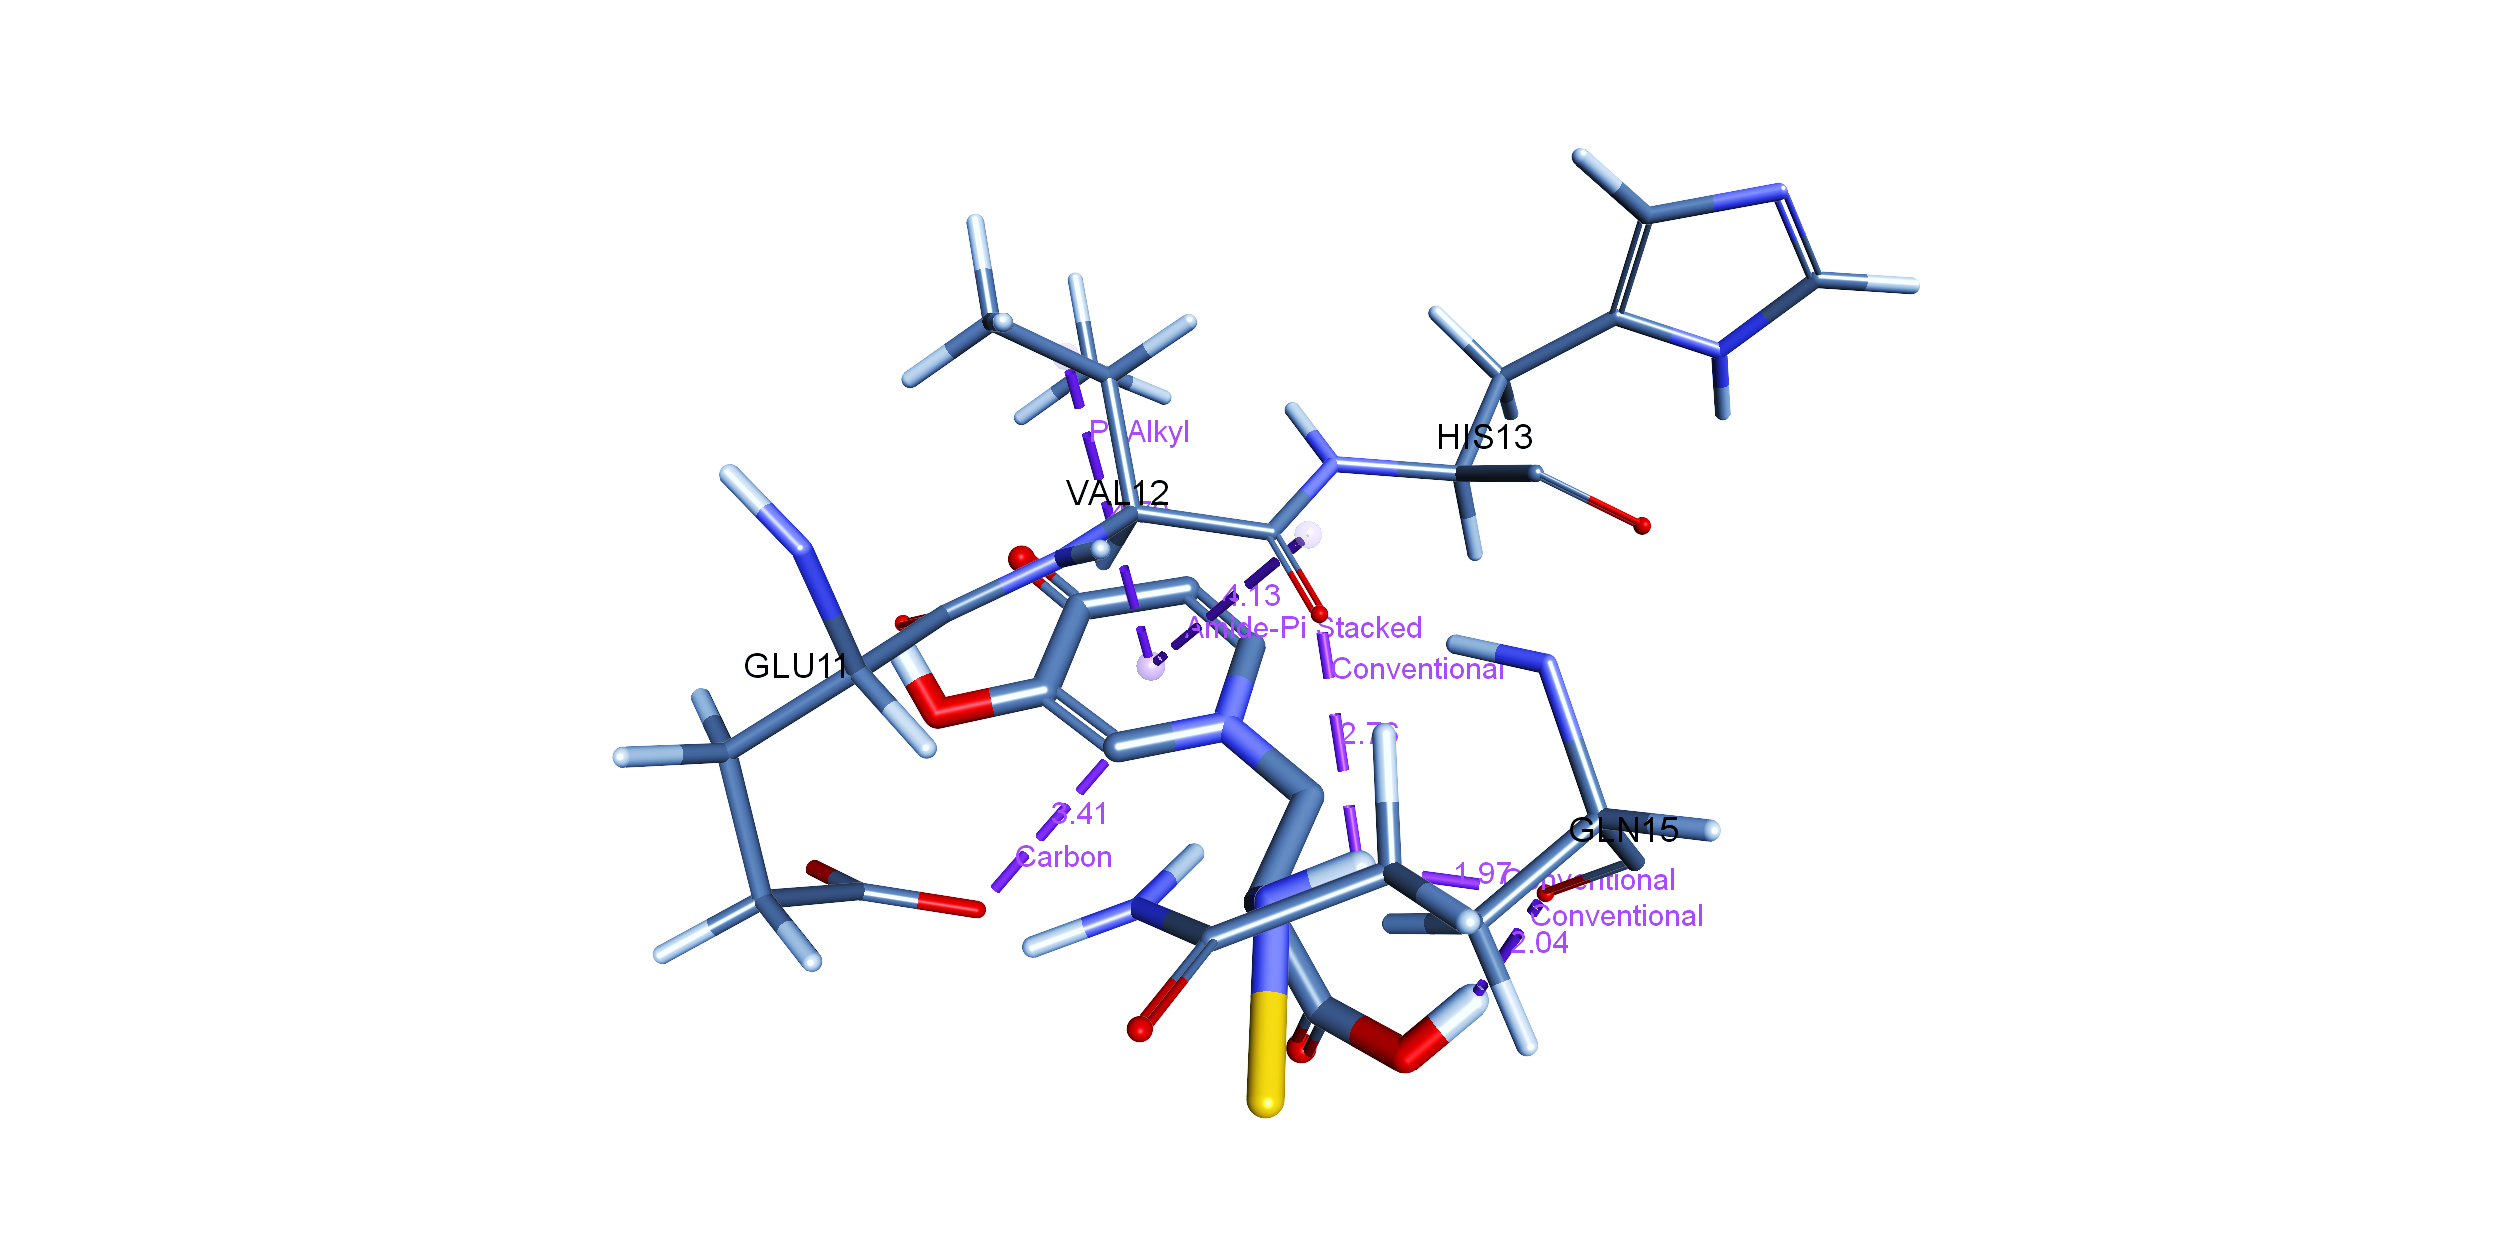 HIS13
Alkyl
VAL12
4.13
Amide-Pi Stacked
GLU11
Conventional
3.41
GLN15
Carbon
1.97
Conventional
Conventional
2.04